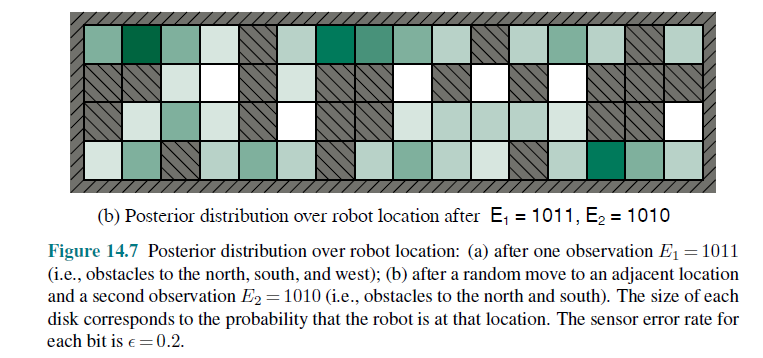 (b) Posterior distribution over robot location after E₁ = 1011, E₂ = 1010
Figure 14.7 Posterior distribution over robot location: (a) after one observation E₁ = 1011
(i.e., obstacles to the north, south, and west); (b) after a random move to an adjacent location
and a second observation E₂ = 1010 (i.e., obstacles to the north and south). The size of each
disk corresponds to the probability that the robot is at that location. The sensor error rate for
each bit is ϵ = 0.2.